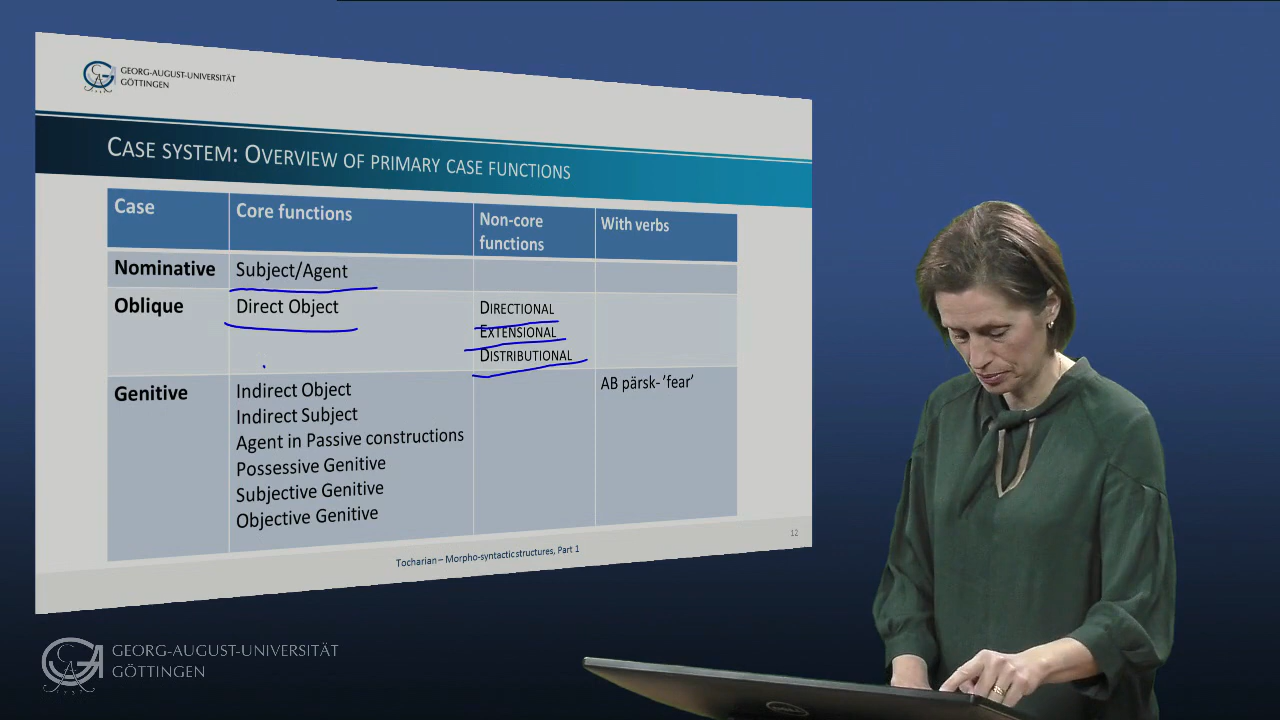 GEORG-AUGUST-UNIVERSITÄT
GÖTTINGEN
CASE SYSTEM: OVERVIEW OF PRIMARY CASE FUNCTIONS
Case
Core functions
Non-core
functions
With verbs
Nominative
Subject/Agent
Oblique
Direct Object
DIRECTIONAL
EXTENSIONAL
DISTRIBUTIONAL
Genitive
Indirect Object
Indirect Subject
Agent in Passive constructions
Possessive Genitive
Subjective Genitive
Objective Genitive
AB pärsk-’fear’
Tocharian – Morpho-syntactic structures, Part 1
12
GEORG-AUGUST-UNIVERSITÄT
GÖTTINGEN